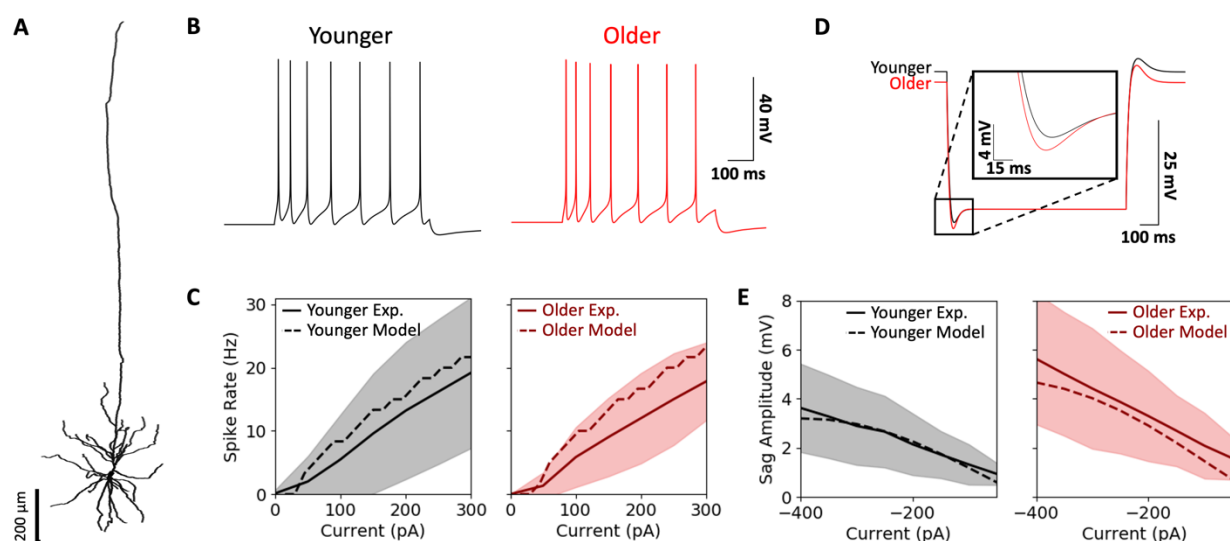 A
200 µm
B
Younger
Older
40 mV
100 ms
C
Spike Rate (Hz)
30
20
10
0
Younger Exp.
Younger Model
0
100
200
300
Current (pA)
Older Exp.
Older Model
0
100
200
300
Current (pA)
D
Younger
Older
4 mV
15 ms
25 mV
100 ms
E
Sag Amplitude (mV)
8
6
4
2
0
Younger Exp.
Younger Model
−400
−200
Current (pA)
Older Exp.
Older Model
−400
−200
Current (pA)